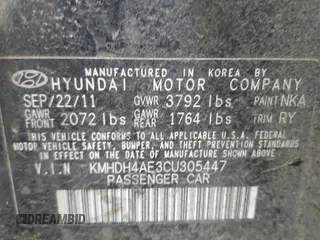 MANUFACTURED IN KOREA BY
HYUNDAI MOTOR COMPANY
SEP/22/11 GVWR 3792 lbs PAINT NKA
GAWR FRONT 2072 lbs GAWR REAR 1764 lbs TRIM RY
THIS VEHICLE CONFORMS TO ALL APPLICABLE U.S.A. FEDERAL
MOTOR VEHICLE SAFETY, BUMPER, AND THEFT PREVENTION
STANDARDS IN EFFECT ON THE DATE OF MANUFACTURE SHOWN ABOVE.
V.I.N KMHDH4AE3CU305447
PASSENGER CAR
DREAMBID